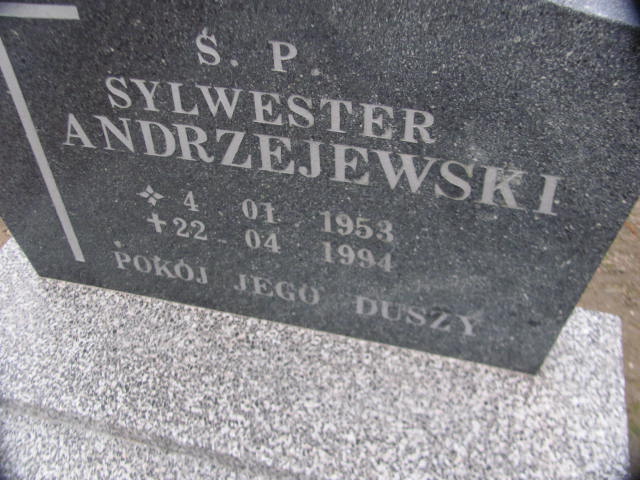 Ś. P.
SYLWESTER
ANDRZEJEWSKI
✧ 4 . 01 . 1953
✝ 22 . 04 . 1994
POKÓJ JEGO DUSZY